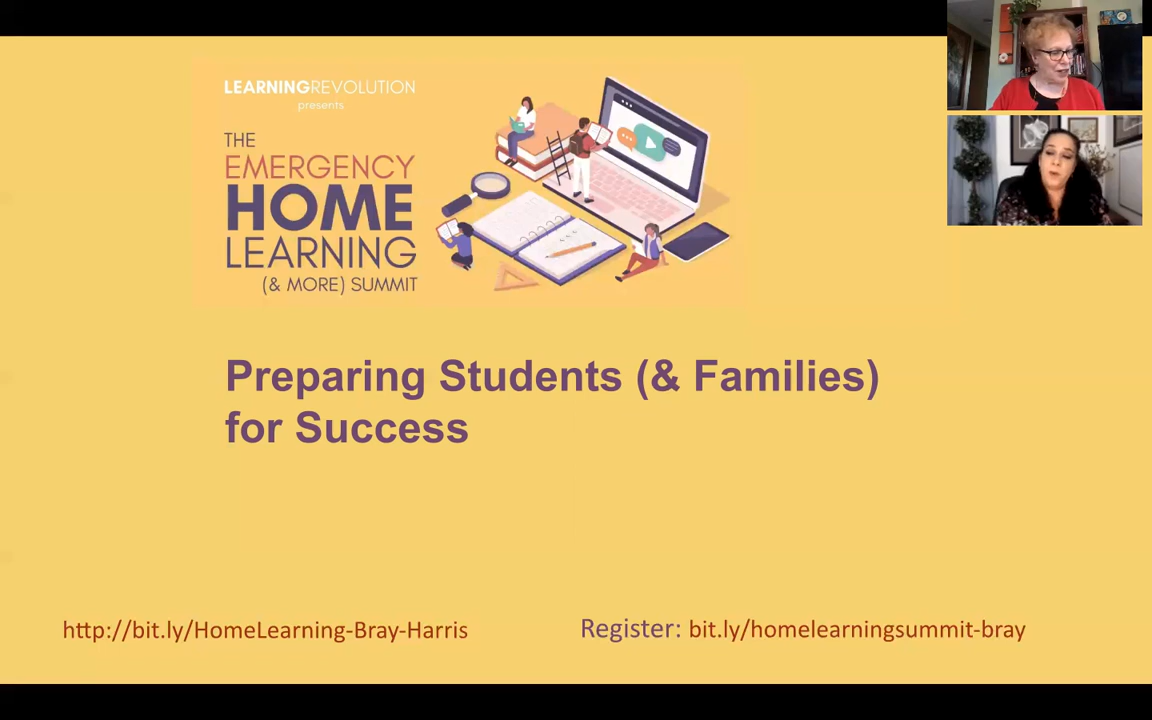 LEARNINGREVOLUTION
presents
THE
EMERGENCY
HOME
LEARNING
(& MORE) SUMMIT
Preparing Students (& Families)
for Success
http://bit.ly/HomeLearning-Bray-Harris
Register: bit.ly/homelearningsummit-bray